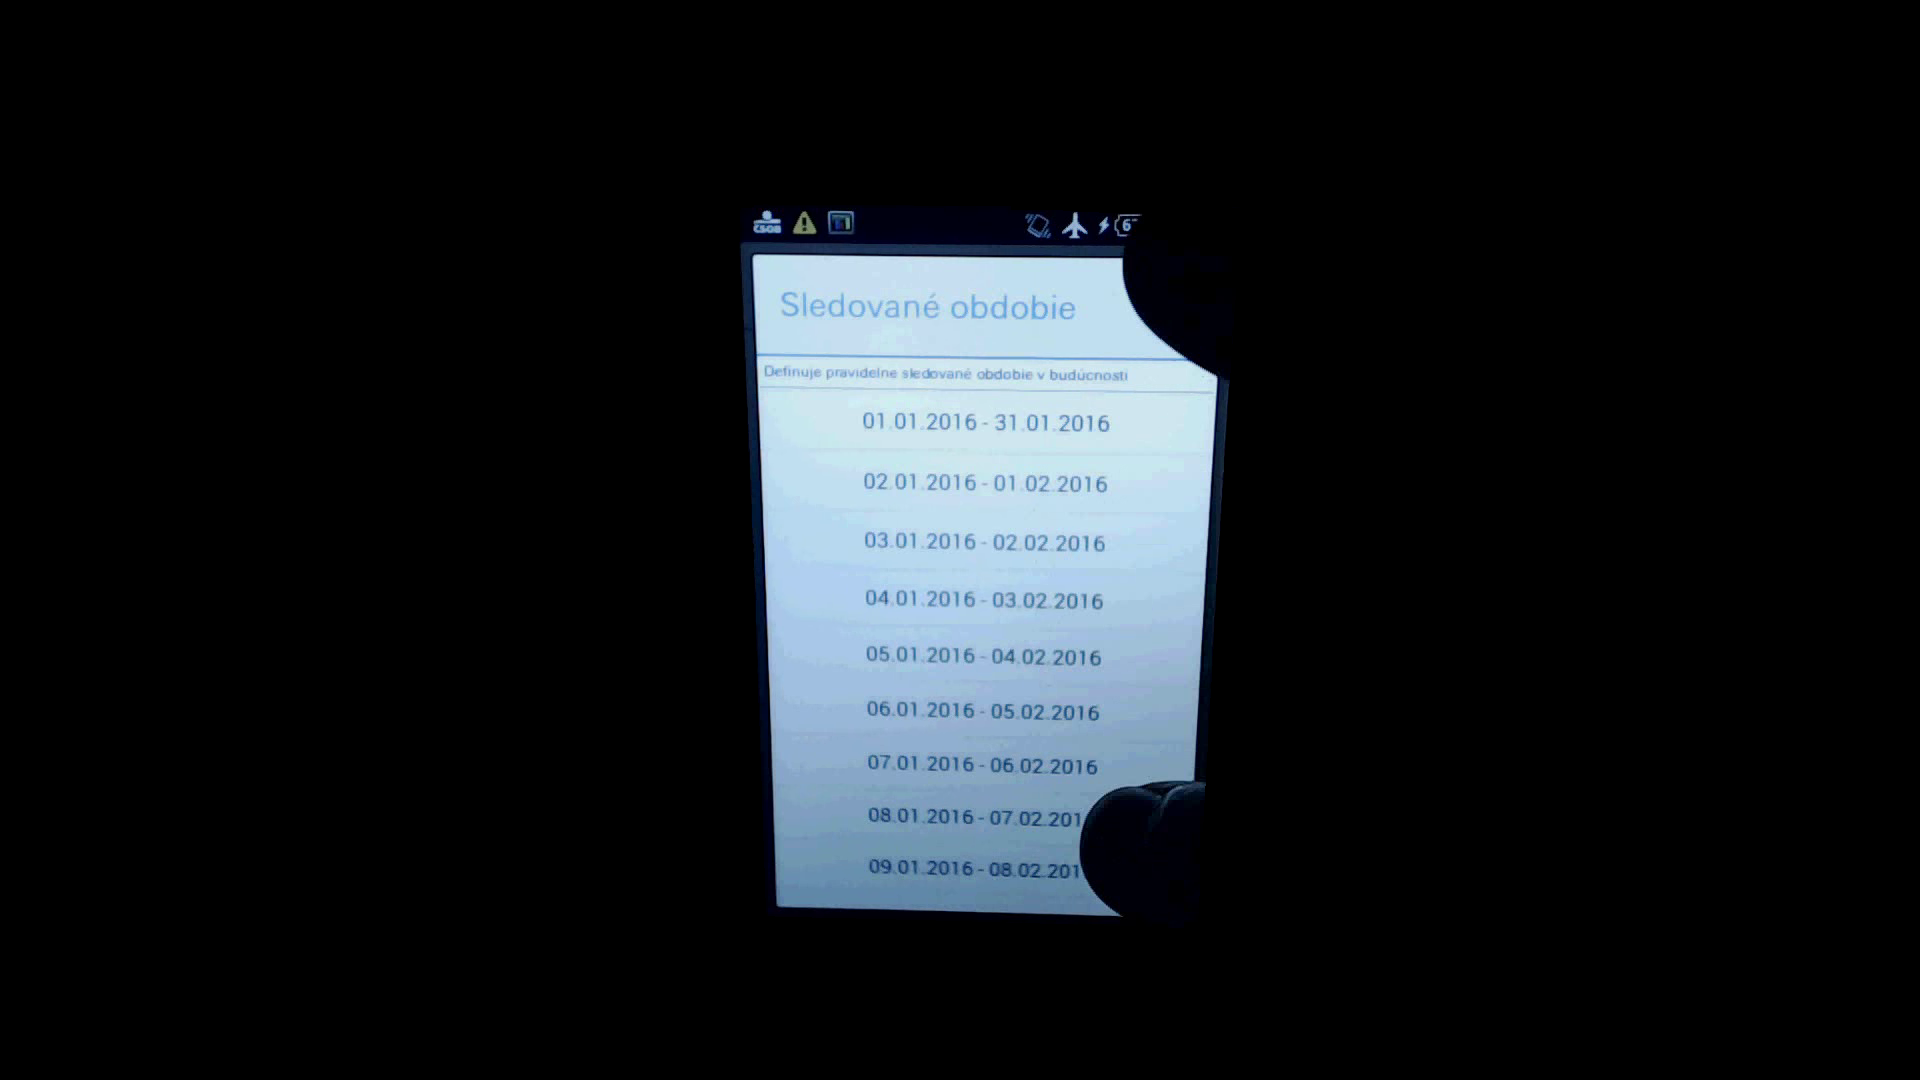 ČSOB
Sledované obdobie
Definuje pravidelne sledované obdobie v budúcnosti
01.01.2016 - 31.01.2016
02.01.2016 - 01.02.2016
03.01.2016 - 02.02.2016
04.01.2016 - 03.02.2016
05.01.2016 - 04.02.2016
06.01.2016 - 05.02.2016
07.01.2016 - 06.02.2016
08.01.2016 - 07.02.201
09.01.2016 - 08.02.201